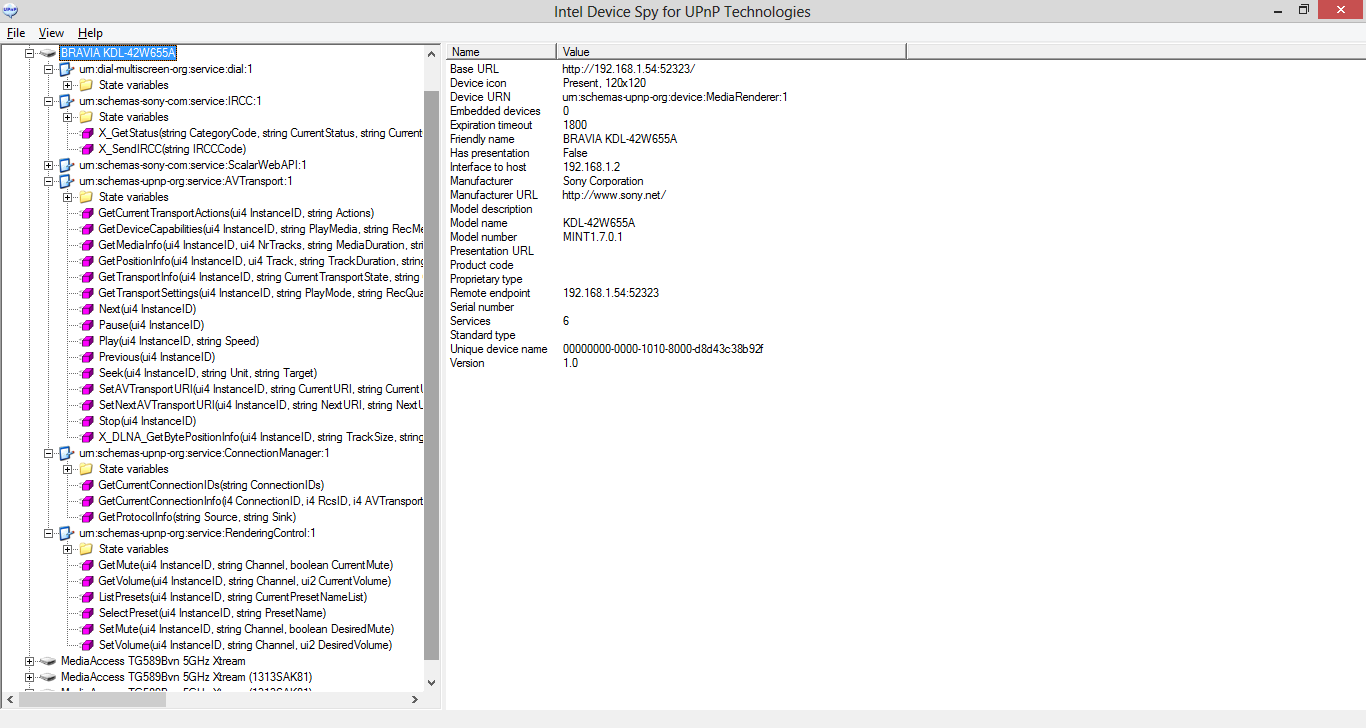 UPnP
Intel Device Spy for UPnP Technologies
File View Help
BRAVIA KDL-42W655A
urn:dial-multiscreen-org:service:dial:1
State variables
urn:schemas-sony-com:service:IRCC:1
State variables
X_GetStatus(string CategoryCode, string CurrentStatus, string Current
X_SendIRCC(string IRCCCode)
urn:schemas-sony-com:service:ScalarWebAPI:1
urn:schemas-upnp-org:service:AVTransport:1
State variables
GetCurrentTransportActions(ui4 InstanceID, string Actions)
GetDeviceCapabilities(ui4 InstanceID, string PlayMedia, string RecMe
GetMediaInfo(ui4 InstanceID, ui4 NrTracks, string MediaDuration, stri
GetPositionInfo(ui4 InstanceID, ui4 Track, string TrackDuration, string
GetTransportInfo(ui4 InstanceID, string CurrentTransportState, string
GetTransportSettings(ui4 InstanceID, string PlayMode, string RecQua
Next(ui4 InstanceID)
Pause(ui4 InstanceID)
Play(ui4 InstanceID, string Speed)
Previous(ui4 InstanceID)
Seek(ui4 InstanceID, string Unit, string Target)
SetAVTransportURI(ui4 InstanceID, string CurrentURI, string CurrentU
SetNextAVTransportURI(ui4 InstanceID, string NextURI, string NextU
Stop(ui4 InstanceID)
X_DLNA_GetBytePositionInfo(ui4 InstanceID, string TrackSize, string
urn:schemas-upnp-org:service:ConnectionManager:1
State variables
GetCurrentConnectionIDs(string ConnectionIDs)
GetCurrentConnectionInfo(i4 ConnectionID, i4 RcsID, i4 AVTransport
GetProtocolInfo(string Source, string Sink)
urn:schemas-upnp-org:service:RenderingControl:1
State variables
GetMute(ui4 InstanceID, string Channel, boolean CurrentMute)
GetVolume(ui4 InstanceID, string Channel, ui2 CurrentVolume)
ListPresets(ui4 InstanceID, string CurrentPresetNameList)
SelectPreset(ui4 InstanceID, string PresetName)
SetMute(ui4 InstanceID, string Channel, boolean DesiredMute)
SetVolume(ui4 InstanceID, string Channel, ui2 DesiredVolume)
MediaAccess TG589Bvn 5GHz Xtream
MediaAccess TG589Bvn 5GHz Xtream (1313SAK81)
MediaAccess TG589Bvn 5GHz Xtream (1313SAK81)
Name Value
Base URL http://192.168.1.54:52323/
Device icon Present, 120x120
Device URN urn:schemas-upnp-org:device:MediaRenderer:1
Embedded devices 0
Expiration timeout 1800
Friendly name BRAVIA KDL-42W655A
Has presentation False
Interface to host 192.168.1.2
Manufacturer Sony Corporation
Manufacturer URL http://www.sony.net/
Model description
Model name KDL-42W655A
Model number MINT1.7.0.1
Presentation URL
Product code
Proprietary type
Remote endpoint 192.168.1.54:52323
Serial number
Services 6
Standard type
Unique device name 00000000-0000-1010-8000-d8d43c38b92f
Version 1.0